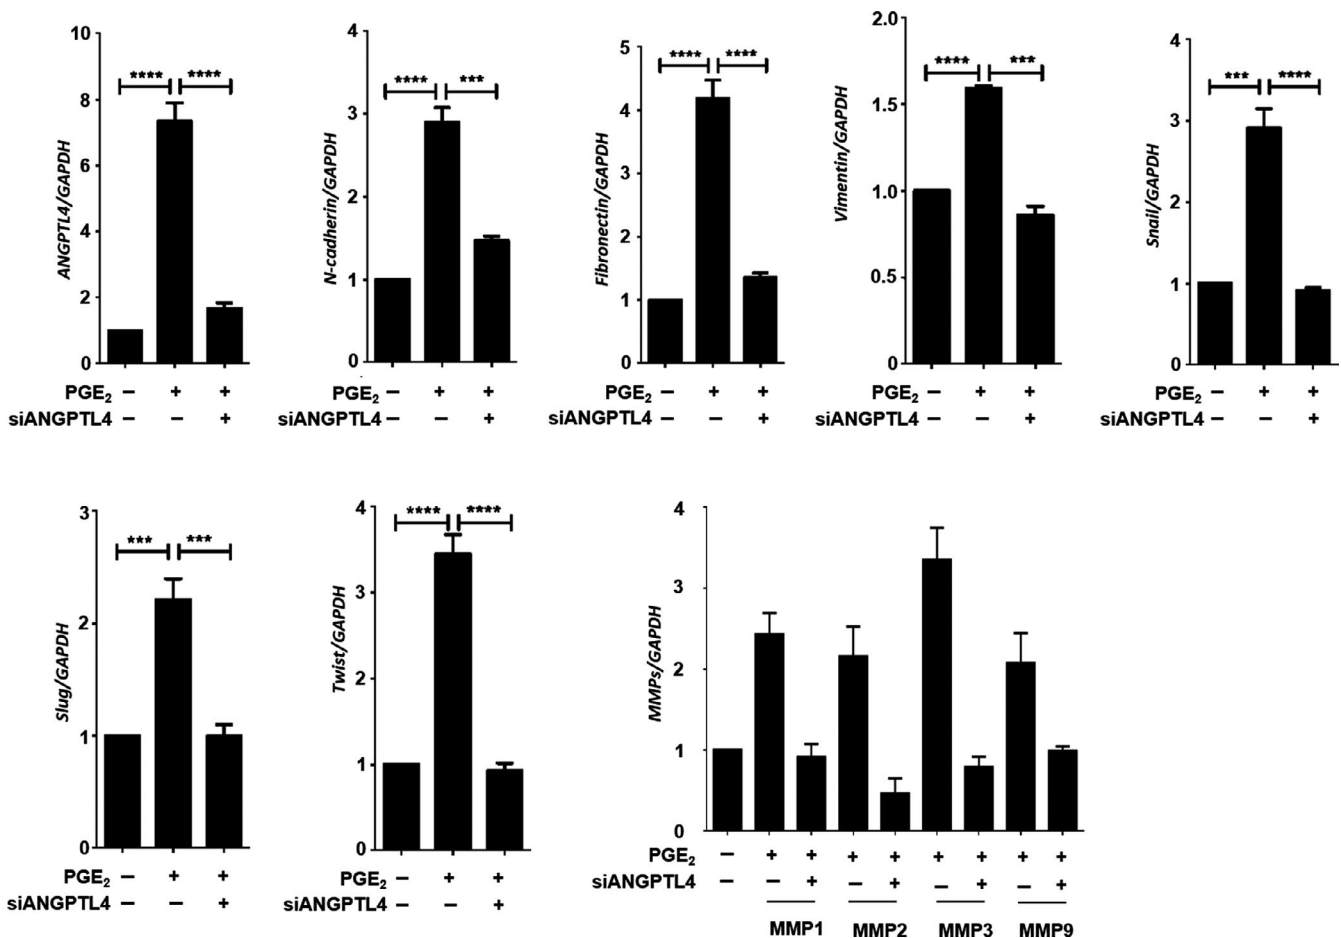 ANGPTL4/GAPDH
10
8
6
4
2
0
**** ****
PGE₂ – + +
siANGPTL4 – – +
N-cadherin/GAPDH
4
3
2
1
0
**** ***
PGE₂ – + +
siANGPTL4 – – +
Fibronectin/GAPDH
5
4
3
2
1
0
**** ****
PGE₂ – + +
siANGPTL4 – – +
Vimentin/GAPDH
2.0
1.5
1.0
0.5
0.0
**** ***
PGE₂ – + +
siANGPTL4 – – +
Snail/GAPDH
4
3
2
1
0
*** ****
PGE₂ – + +
siANGPTL4 – – +
Slug/GAPDH
3
2
1
0
*** ***
PGE₂ – + +
siANGPTL4 – – +
Twist/GAPDH
4
3
2
1
0
**** ****
PGE₂ – + +
siANGPTL4 – – +
MMPs/GAPDH
4
3
2
1
0
PGE₂ – + + + + + + + +
siANGPTL4 – – + – + – + – +
MMP1 MMP2 MMP3 MMP9